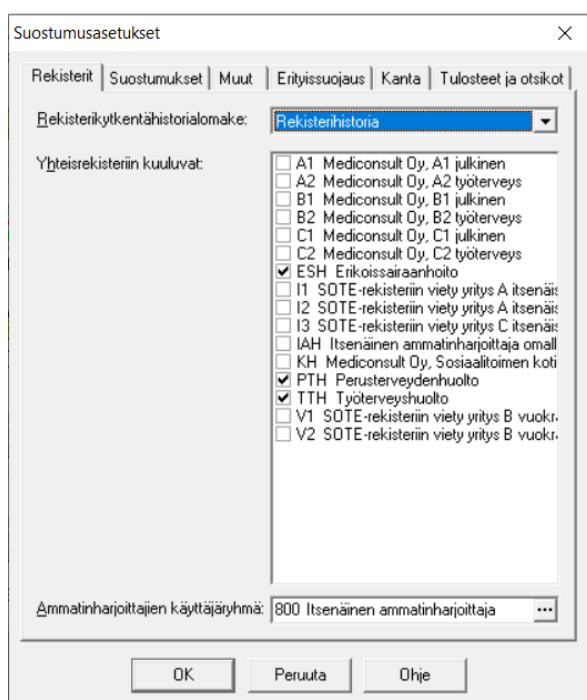 Suostumusasetukset
Rekisterit Suostumukset Muut Erityissuojaus Kanta Tulosteet ja otsikot
Rekisterikytkentähistorialomake: Rekisterihistoria
Yhteisrekisteriin kuuluvat:
A1 Mediconsult Oy, A1 julkinen
A2 Mediconsult Oy, A2 työterveys
B1 Mediconsult Oy, B1 julkinen
B2 Mediconsult Oy, B2 työterveys
C1 Mediconsult Oy, C1 julkinen
C2 Mediconsult Oy, C2 työterveys
ESH Erikoissairaanhoito
I1 SOTE-rekisteriin viety yritys A itsenäis
I2 SOTE-rekisteriin viety yritys A itsenäis
I3 SOTE-rekisteriin viety yritys C itsenäis
IAH Itsenäinen ammatinharjoittaja omall
KH Mediconsult Oy, Sosiaalitoimen koti
PTH Perusterveydenhuolto
TTH Työterveyshuolto
V1 SOTE-rekisteriin viety yritys B vuokr
V2 SOTE-rekisteriin viety yritys B vuokr
Ammatinharjoittajien käyttäjäryhmä: 800 Itsenäinen ammatinharjoittaja ...
OK Peruuta Ohje